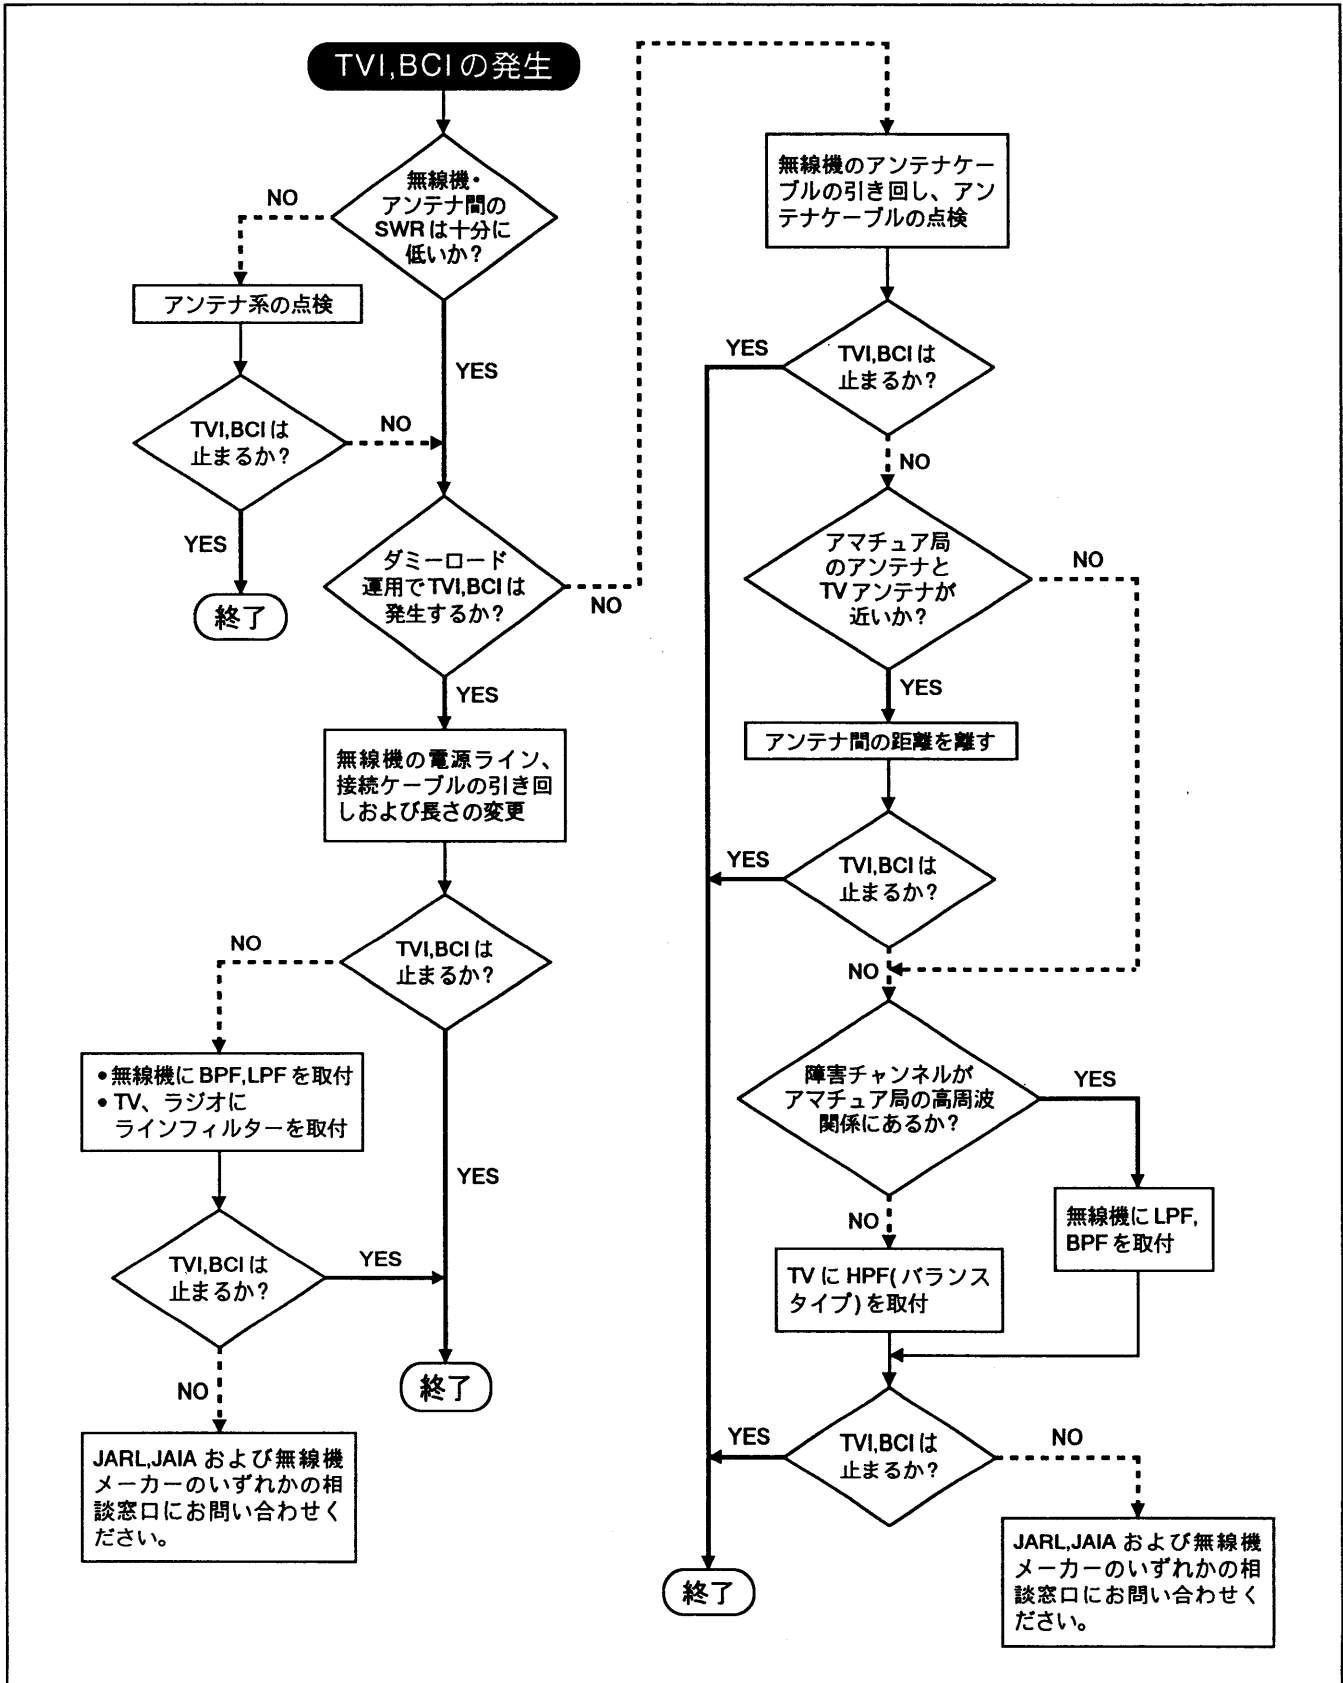 TVI,BCIの発生
無線機・
アンテナ間の
SWRは十分に
低いか？
NO
YES
アンテナ系の点検
TVI,BCIは
止まるか？
NO
YES
終了
ダミーロード
運用でTVI,BCIは
発生するか？
NO
YES
無線機の電源ライン、
接続ケーブルの引き回
しおよび長さの変更
TVI,BCIは
止まるか？
NO
YES
•無線機にBPF,LPFを取付
•TV、ラジオに
ラインフィルターを取付
TVI,BCIは
止まるか？
YES
NO
終了
JARL,JAIAおよび無線機
メーカーのいずれかの相
談窓口にお問い合わせく
ださい。
無線機のアンテナケー
ブルの引き回し、アン
テナケーブルの点検
TVI,BCIは
止まるか？
YES
NO
アマチュア局
のアンテナと
TVアンテナが
近いか？
NO
YES
アンテナ間の距離を離す
TVI,BCIは
止まるか？
YES
NO
障害チャンネルが
アマチュア局の高周波
関係にあるか？
YES
NO
無線機にLPF,
BPFを取付
TVにHPF(バランス
タイプ)を取付
TVI,BCIは
止まるか？
YES
NO
終了
JARL,JAIAおよび無線機
メーカーのいずれかの相
談窓口にお問い合わせく
ださい。